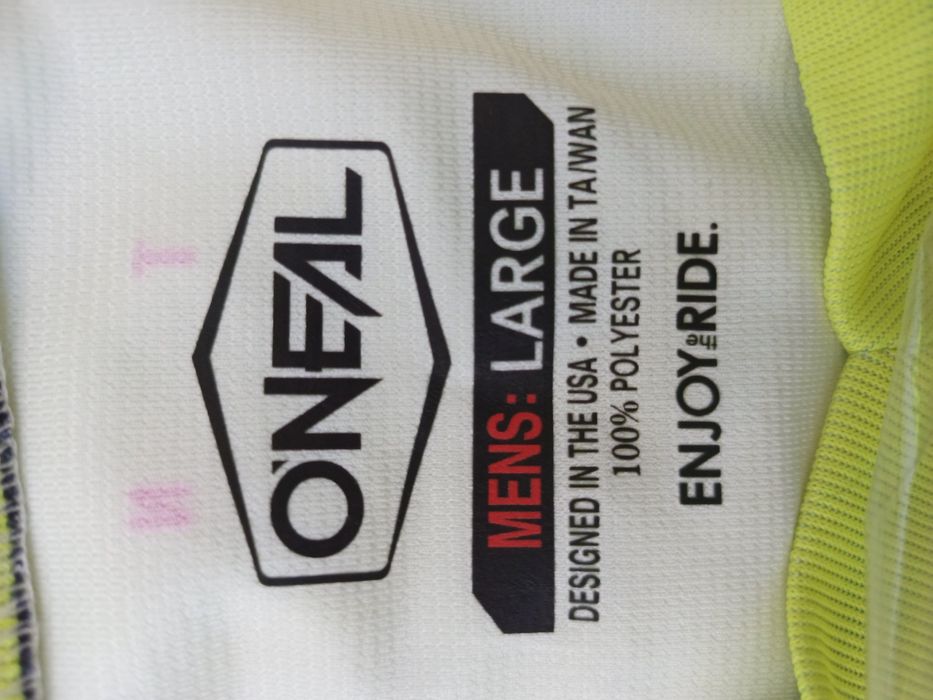 O'NEAL
MENS: LARGE
DESIGNED IN THE USA • MADE IN TAIWAN
100% POLYESTER
ENJOY THE RIDE.